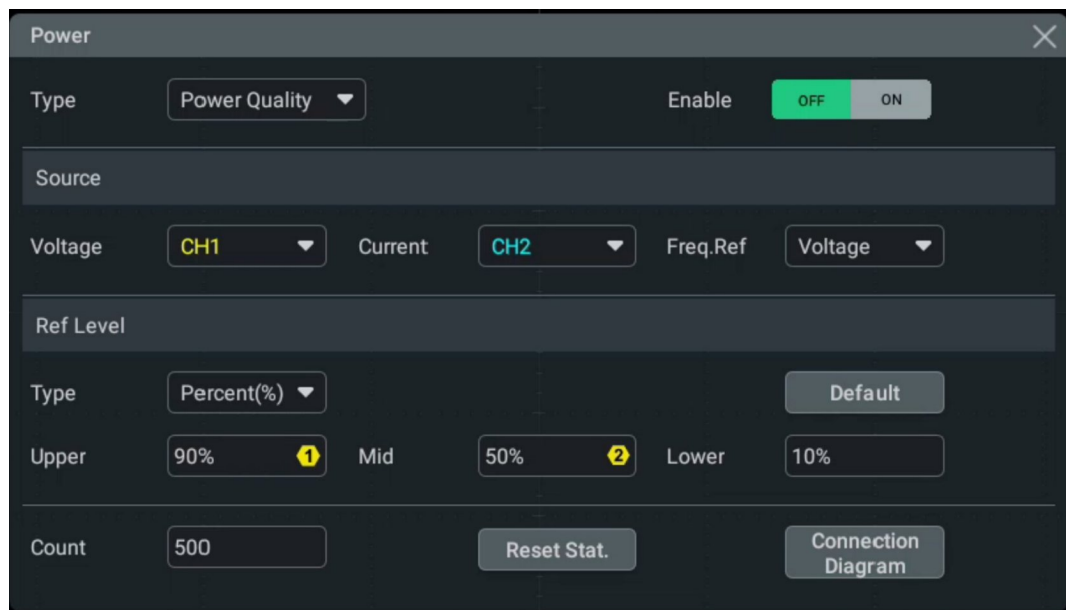 Power
Type Power Quality Enable OFF ON
Source
Voltage CH1 Current CH2 Freq.Ref Voltage
Ref Level
Type Percent(%) Default
Upper 90% 1 Mid 50% 2 Lower 10%
Count 500 Reset Stat. Connection
Diagram